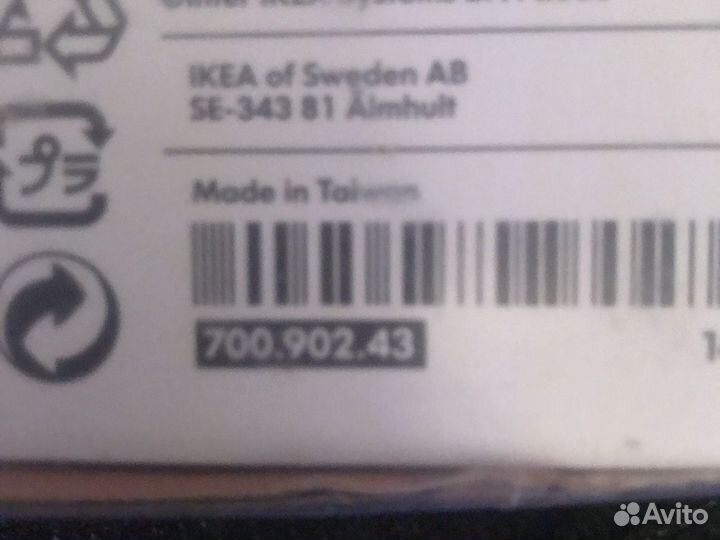 IKEA of Sweden AB
SE-343 81 Älmhult
プラ
Made in Taiwan
700.902.43
Avito